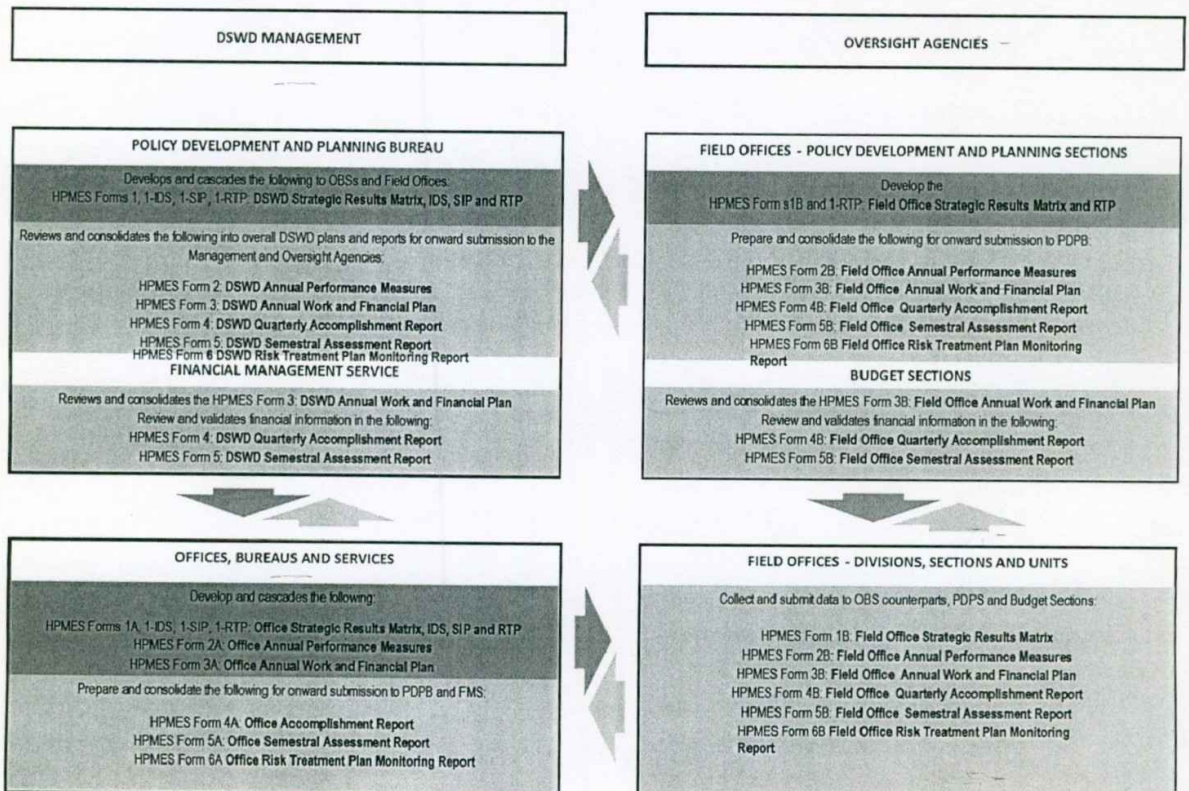 DSWD MANAGEMENT
OVERSIGHT AGENCIES
POLICY DEVELOPMENT AND PLANNING BUREAU
Develops and cascades the following to OBSs and Field Offices:
HPMES Forms 1, 1-IDS, 1-SIP, 1-RTP: DSWD Strategic Results Matrix, IDS, SIP and RTP
Reviews and consolidates the following into overall DSWD plans and reports for onward submission to the
Management and Oversight Agencies:
HPMES Form 2: DSWD Annual Performance Measures
HPMES Form 3: DSWD Annual Work and Financial Plan
HPMES Form 4: DSWD Quarterly Accomplishment Report
HPMES Form 5: DSWD Semestral Assessment Report
HPMES Form 6 DSWD Risk Treatment Plan Monitoring Report
FINANCIAL MANAGEMENT SERVICE
Reviews and consolidates the HPMES Form 3: DSWD Annual Work and Financial Plan
Review and validates financial information in the following:
HPMES Form 4: DSWD Quarterly Accomplishment Report
HPMES Form 5: DSWD Semestral Assessment Report
FIELD OFFICES - POLICY DEVELOPMENT AND PLANNING SECTIONS
Develop the
HPMES Form s1B and 1-RTP: Field Office Strategic Results Matrix and RTP
Prepare and consolidate the following for onward submission to PDPB:
HPMES Form 2B: Field Office Annual Performance Measures
HPMES Form 3B: Field Office Annual Work and Financial Plan
HPMES Form 4B: Field Office Quarterly Accomplishment Report
HPMES Form 5B: Field Office Semestral Assessment Report
HPMES Form 6B Field Office Risk Treatment Plan Monitoring
Report
BUDGET SECTIONS
Reviews and consolidates the HPMES Form 3B: Field Office Annual Work and Financial Plan
Review and validates financial information in the following:
HPMES Form 4B: Field Office Quarterly Accomplishment Report
HPMES Form 5B: Field Office Semestral Assessment Report
OFFICES, BUREAUS AND SERVICES
Develop and cascades the following:
HPMES Forms 1A, 1-IDS, 1-SIP, 1-RTP: Office Strategic Results Matrix, IDS, SIP and RTP
HPMES Form 2A: Office Annual Performance Measures
HPMES Form 3A: Office Annual Work and Financial Plan
Prepare and consolidate the following for onward submission to PDPB and FMS:
HPMES Form 4A: Office Accomplishment Report
HPMES Form 5A: Office Semestral Assessment Report
HPMES Form 6A Office Risk Treatment Plan Monitoring Report
FIELD OFFICES - DIVISIONS, SECTIONS AND UNITS
Collect and submit data to OBS counterparts, PDPS and Budget Sections:
HPMES Form 1B: Field Office Strategic Results Matrix
HPMES Form 2B: Field Office Annual Performance Measures
HPMES Form 3B: Field Office Annual Work and Financial Plan
HPMES Form 4B: Field Office Quarterly Accomplishment Report
HPMES Form 5B: Field Office Semestral Assessment Report
HPMES Form 6B Field Office Risk Treatment Plan Monitoring
Report